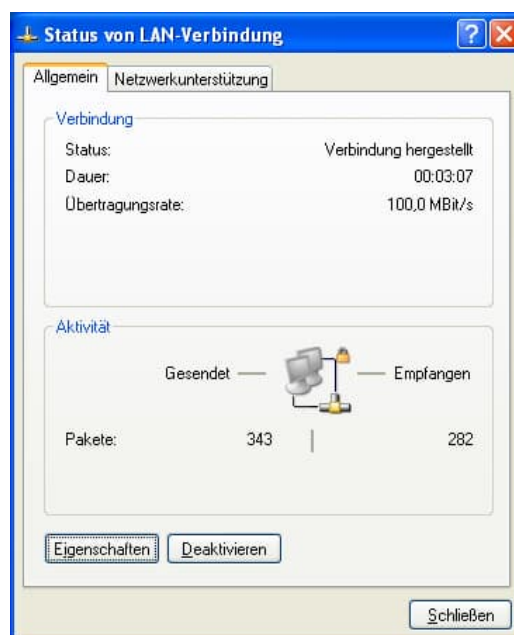 Status von LAN-Verbindung
Allgemein Netzwerkunterstützung
Verbindung
Status: Verbindung hergestellt
Dauer: 00:03:07
Übertragungsrate: 100,0 MBit/s
Aktivität
Gesendet Empfangen
Pakete: 343 282
Eigenschaften Deaktivieren
Schließen